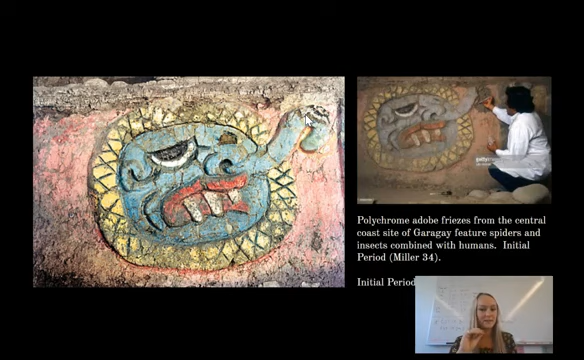 gettyimages
Polychrome adobe friezes from the central
coast site of Garagay feature spiders and
insects combined with humans. Initial
Period (Miller 34).
Initial Period